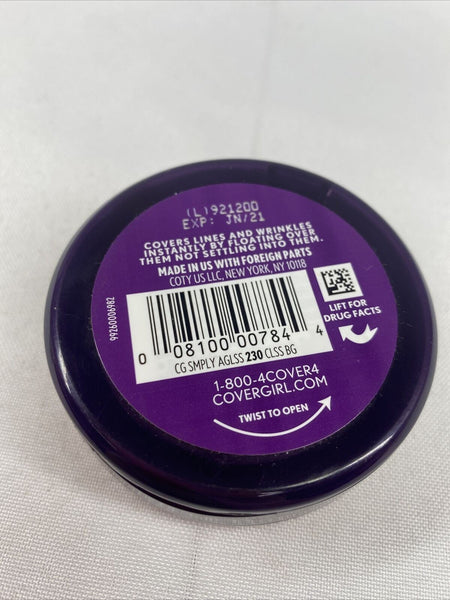 (L)921200
EXP: JN/21
COVERS LINES AND WRINKLES
INSTANTLY BY FLOATING OVER
THEM NOT SETTLING INTO THEM.
MADE IN US WITH FOREIGN PARTS
COTY US LLC, NEW YORK, NY 10118
LIFT FOR
DRUG FACTS
99260006982
0 08100 00784 4
CG SMPLY AGLSS 230 CLSS BG
1-800-4COVER4
COVERGIRL.COM
TWIST TO OPEN